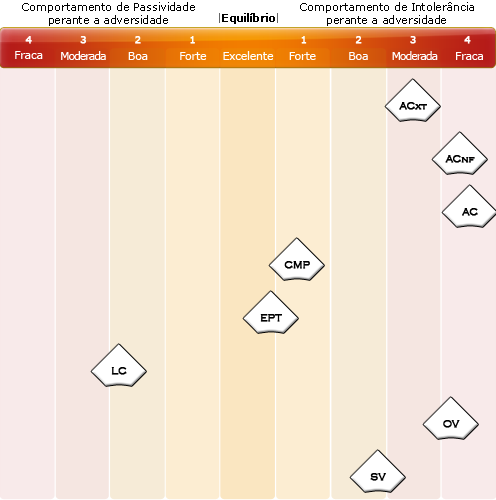 Comportamento de Passividade
perante a adversidade
|Equilíbrio|
Comportamento de Intolerância
perante a adversidade
4 3 2 1 1 2 3 4
Fraca Moderada Boa Forte Excelente Forte Boa Moderada Fraca
ACXT
ACNF
AC
CMP
EPT
LC
OV
SV